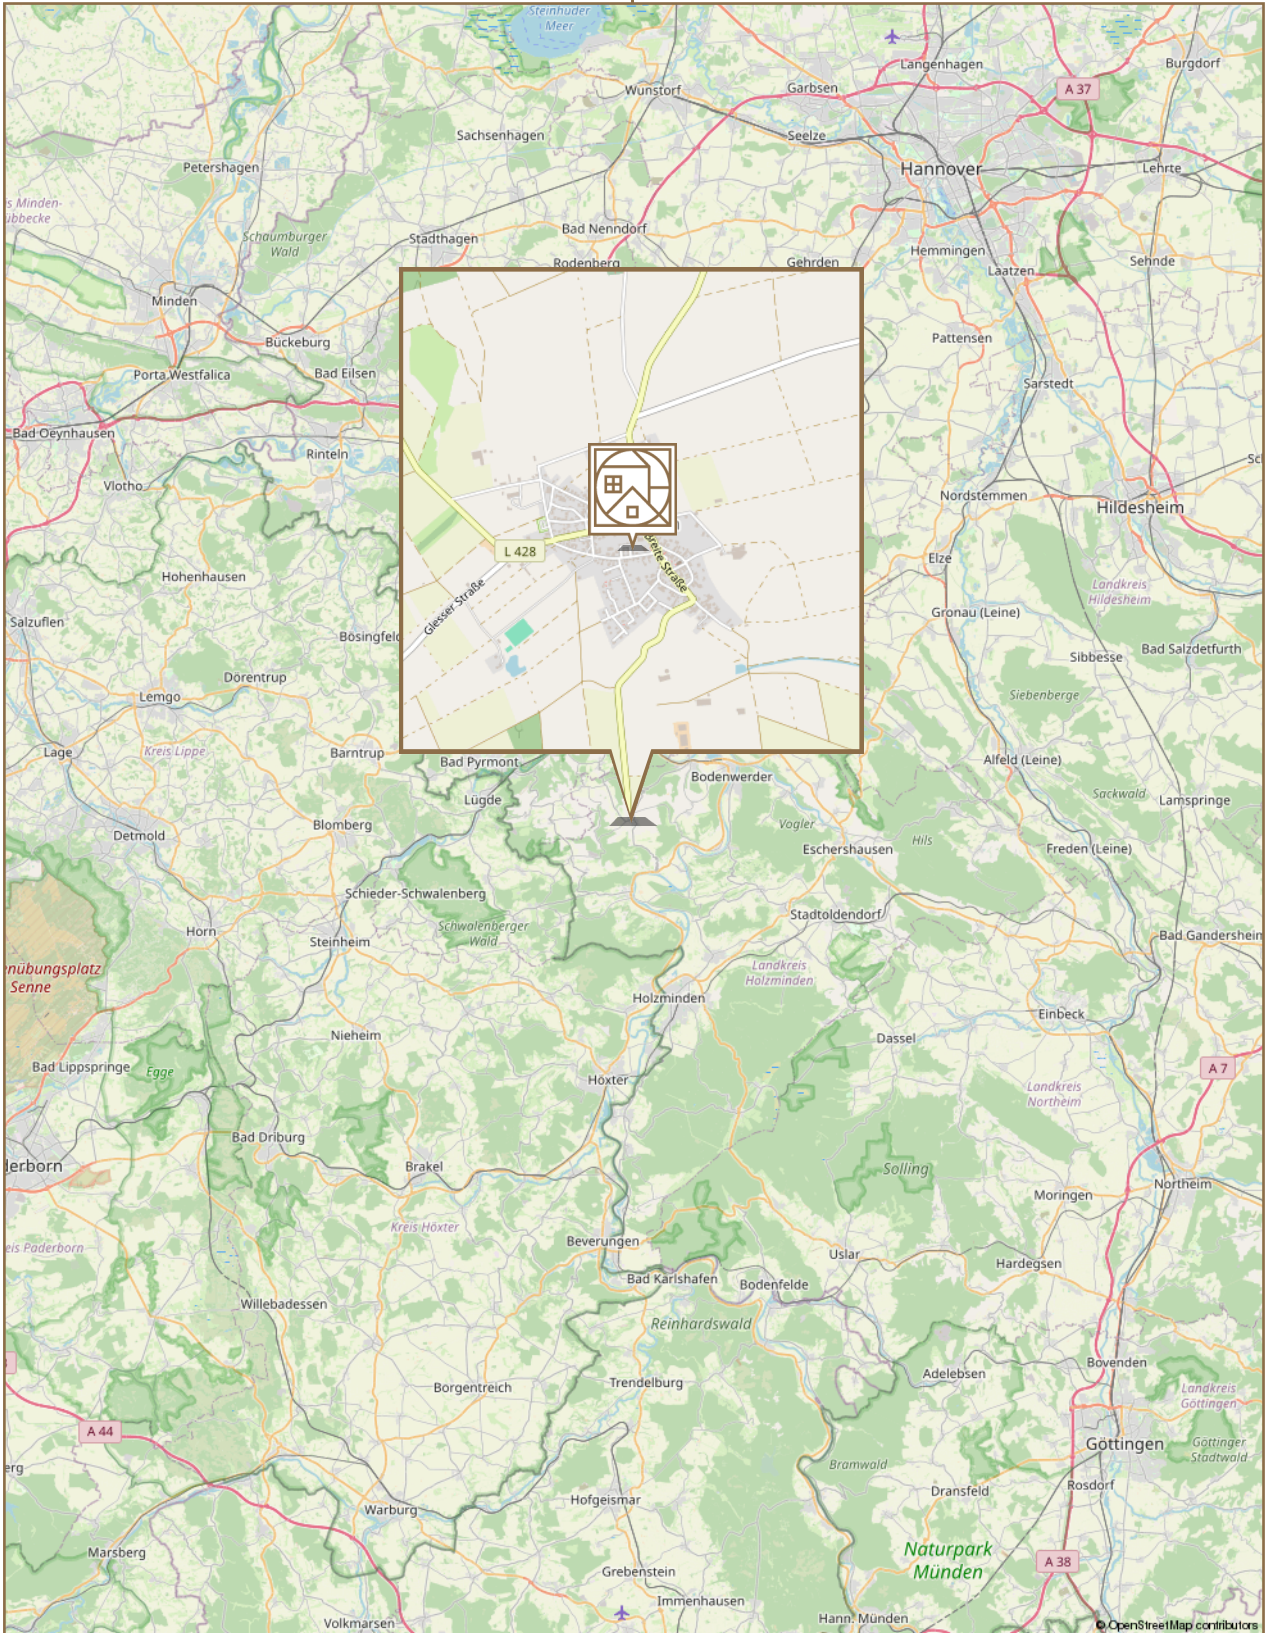 Steinhuder
Meer
Langenhagen
Burgdorf
Wunstorf
Garbsen
A 37
Sachsenhagen
Seelze
Petershagen
Hannover
Lehrte
s Minden-
übbecke
Schaumburger
Wald
Stadthagen
Bad Nenndorf
Hemmingen
Rodenberg
Gehrden
Laatzen
Sehnde
Minden
Bückeburg
Pattensen
Porta Westfalica
Bad Eilsen
Sarstedt
Bad Oeynhausen
Rinteln
Sc
Vlotho
Nordstemmen
Hildesheim
L 428
Breite Straße
Glesser Straße
Elze
Hohenhausen
Landkreis
Hildesheim
Salzuflen
Gronau (Leine)
Bösingfeld
Sibbesse
Bad Salzdetfurth
Dörentrup
Lemgo
Siebenberge
Lage
Kreis Lippe
Barntrup
Bad Pyrmont
Alfeld (Leine)
Bodenwerder
Lügde
Sackwald
Lamspringe
Detmold
Blomberg
Vogler
Hils
Eschershausen
Freden (Leine)
Schieder-Schwalenberg
Stadtoldendorf
Horn
Steinheim
Schwalenberger
Wald
Bad Gandersheim
nübungsplatz
Senne
Landkreis
Holzminden
Holzminden
Einbeck
Nieheim
Dassel
Bad Lippspringe
Egge
Höxter
A 7
Landkreis
Northeim
Bad Driburg
derborn
Brakel
Solling
Northeim
Moringen
Kreis Höxter
eis Paderborn
Beverungen
Uslar
Hardegsen
Bad Karlshafen
Bodenfelde
Willebadessen
Reinhardswald
Bovenden
Adelebsen
Borgentreich
Trendelburg
Landkreis
Göttingen
A 44
Göttingen
Göttinger
Stadtwald
erg
Bramwald
Dransfeld
Rosdorf
Hofgeismar
Warburg
Marsberg
Naturpark
Münden
A 38
Grebenstein
Immenhausen
Volkmarsen
Hann. Münden
© OpenStreetMap contributors